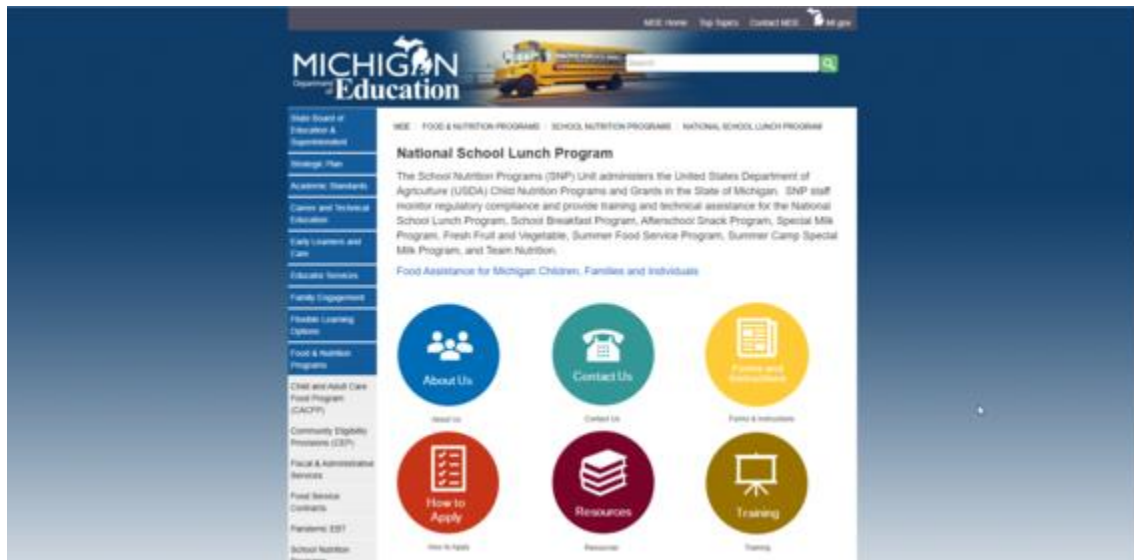 MDE Home Top Topics Contact MDE MI.gov
MICHIGAN
Department of Education
Search
MDE FOOD & NUTRITION PROGRAMS SCHOOL NUTRITION PROGRAMS NATIONAL SCHOOL LUNCH PROGRAM
State Board of
Education &
Superintendent
Strategic Plan
Academic Standards
Career and Technical
Education
Early Learners and
Care
Educator Services
Family Engagement
Flexible Learning
Options
Food & Nutrition
Programs
Child and Adult Care
Food Program
(CACFP)
Community Eligibility
Provisions (CEP)
Fiscal & Administrative
Services
Food Service
Contracts
Pandemic EBT
School Nutrition
National School Lunch Program
The School Nutrition Programs (SNP) Unit administers the United States Department of
Agriculture (USDA) Child Nutrition Programs and Grants in the State of Michigan. SNP staff
monitor regulatory compliance and provide training and technical assistance for the National
School Lunch Program, School Breakfast Program, Afterschool Snack Program, Special Milk
Program, Fresh Fruit and Vegetable, Summer Food Service Program, Summer Camp Special
Milk Program, and Team Nutrition.
Food Assistance for Michigan Children, Families and Individuals
About Us
Contact Us
Forms and
Instructions
About Us
Contact Us
Forms & Instructions
How to
Apply
Resources
Training
How to Apply
Resources
Training